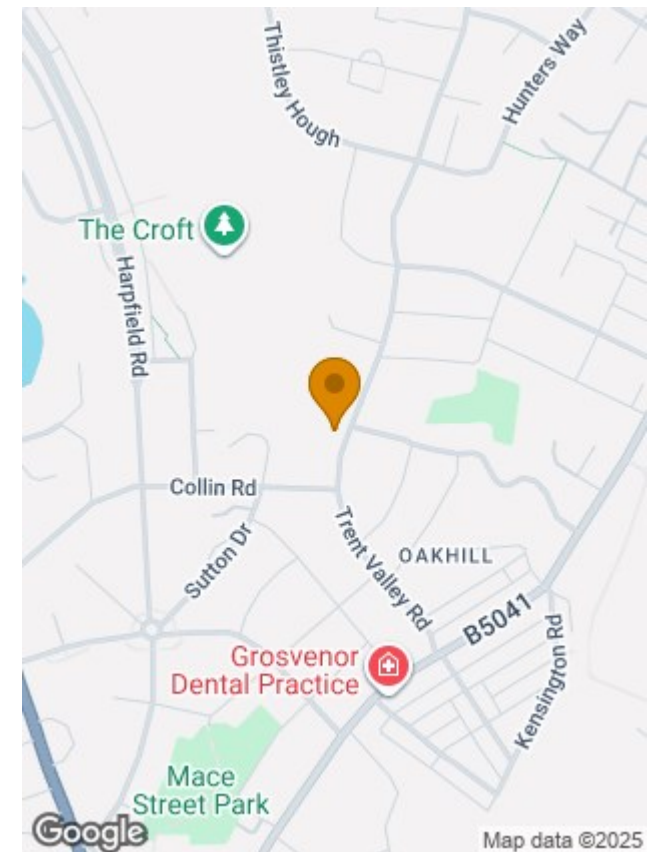 Thistley Hough
Hunters Way
The Croft
Harpfield Rd
Collin Rd
Sutton Dr
Trent Valley Rd
OAKHILL
B5041
Kensington Rd
Grosvenor
Dental Practice
Mace
Street Park
Google
Map data ©2025